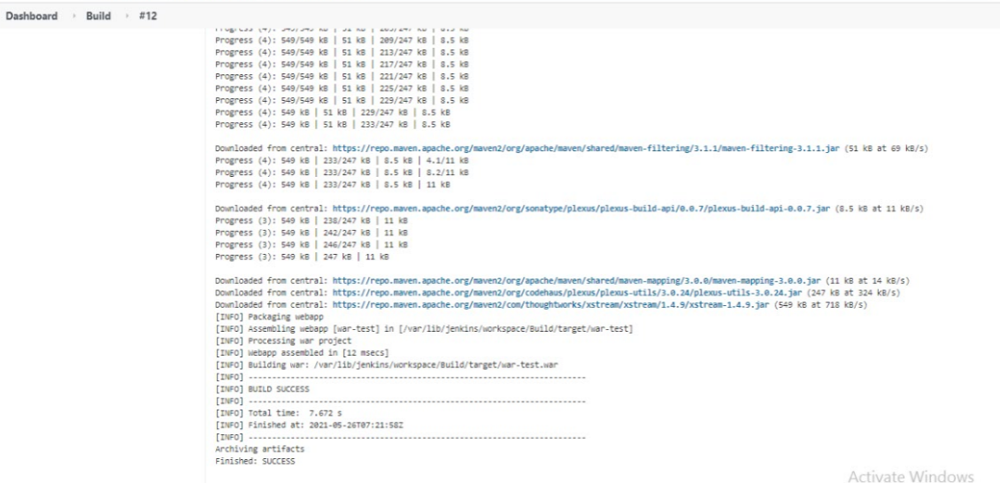 Dashboard › Build › #12
Progress (4): 549/549 kB | 51 kB | 209/247 kB | 8.5 kB
Progress (4): 549/549 kB | 51 kB | 213/247 kB | 8.5 kB
Progress (4): 549/549 kB | 51 kB | 217/247 kB | 8.5 kB
Progress (4): 549/549 kB | 51 kB | 221/247 kB | 8.5 kB
Progress (4): 549/549 kB | 51 kB | 225/247 kB | 8.5 kB
Progress (4): 549/549 kB | 51 kB | 229/247 kB | 8.5 kB
Progress (4): 549 kB | 51 kB | 229/247 kB | 8.5 kB
Progress (4): 549 kB | 51 kB | 233/247 kB | 8.5 kB
Downloaded from central: https://repo.maven.apache.org/maven2/org/apache/maven/shared/maven-filtering/3.1.1/maven-filtering-3.1.1.jar (51 kB at 69 kB/s)
Progress (4): 549 kB | 233/247 kB | 8.5 kB | 4.1/11 kB
Progress (4): 549 kB | 233/247 kB | 8.5 kB | 8.2/11 kB
Progress (4): 549 kB | 233/247 kB | 8.5 kB | 11 kB
Downloaded from central: https://repo.maven.apache.org/maven2/org/sonatype/plexus/plexus-build-api/0.0.7/plexus-build-api-0.0.7.jar (8.5 kB at 11 kB/s)
Progress (3): 549 kB | 238/247 kB | 11 kB
Progress (3): 549 kB | 242/247 kB | 11 kB
Progress (3): 549 kB | 246/247 kB | 11 kB
Progress (3): 549 kB | 247 kB | 11 kB
Downloaded from central: https://repo.maven.apache.org/maven2/org/apache/maven/shared/maven-mapping/3.0.0/maven-mapping-3.0.0.jar (11 kB at 14 kB/s)
Downloaded from central: https://repo.maven.apache.org/maven2/org/codehaus/plexus/plexus-utils/3.0.24/plexus-utils-3.0.24.jar (247 kB at 324 kB/s)
Downloaded from central: https://repo.maven.apache.org/maven2/com/thoughtworks/xstream/xstream/1.4.9/xstream-1.4.9.jar (549 kB at 718 kB/s)
[INFO] Packaging webapp
[INFO] Assembling webapp [war-test] in [/var/lib/jenkins/workspace/Build/target/war-test]
[INFO] Processing war project
[INFO] Webapp assembled in [12 msecs]
[INFO] Building war: /var/lib/jenkins/workspace/Build/target/war-test.war
[INFO] ------------------------------------------------------------------------
[INFO] BUILD SUCCESS
[INFO] ------------------------------------------------------------------------
[INFO] Total time:  7.672 s
[INFO] Finished at: 2021-05-26T07:21:58Z
[INFO] ------------------------------------------------------------------------
Archiving artifacts
Finished: SUCCESS
Activate Windows